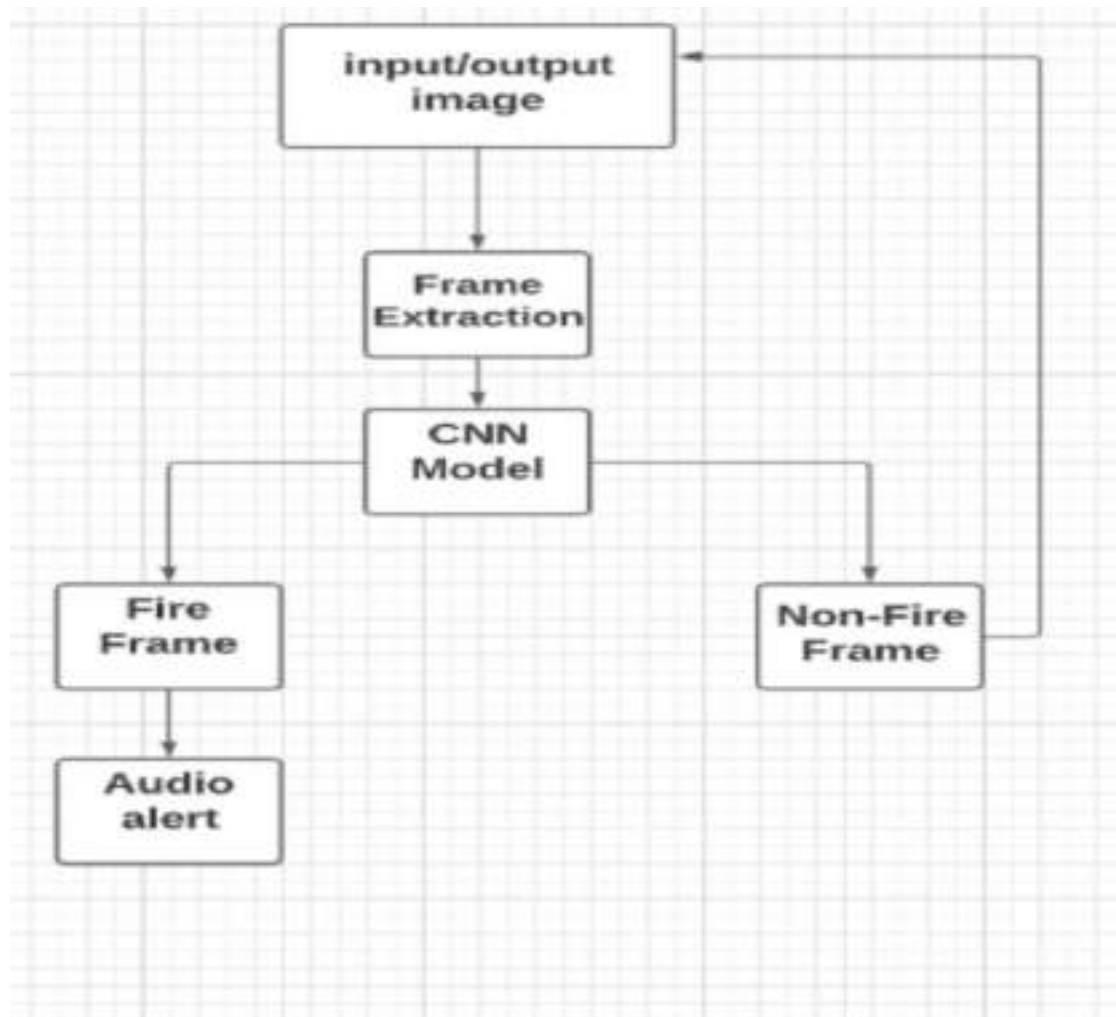 input/output
image
Frame
Extraction
CNN
Model
Fire
Frame
Non-Fire
Frame
Audio
alert